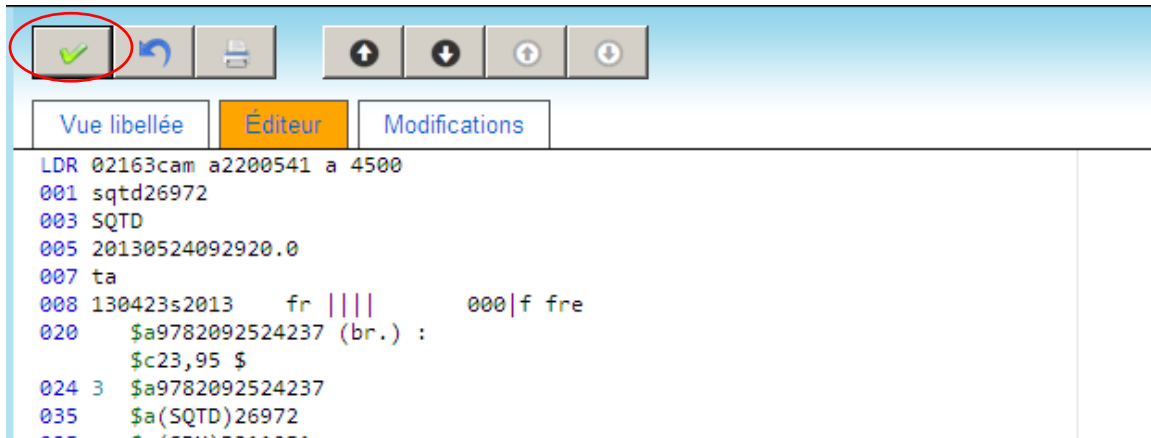 Vue libellée Éditeur Modifications
LDR 02163cam a2200541 a 4500
001 sqtd26972
003 SQTD
005 20130524092920.0
007 ta
008 130423s2013    fr ||||       000|f fre
020 $a9782092524237 (br.) :
$c23,95 $
024 3 $a9782092524237
035 $a(SQTD)26972